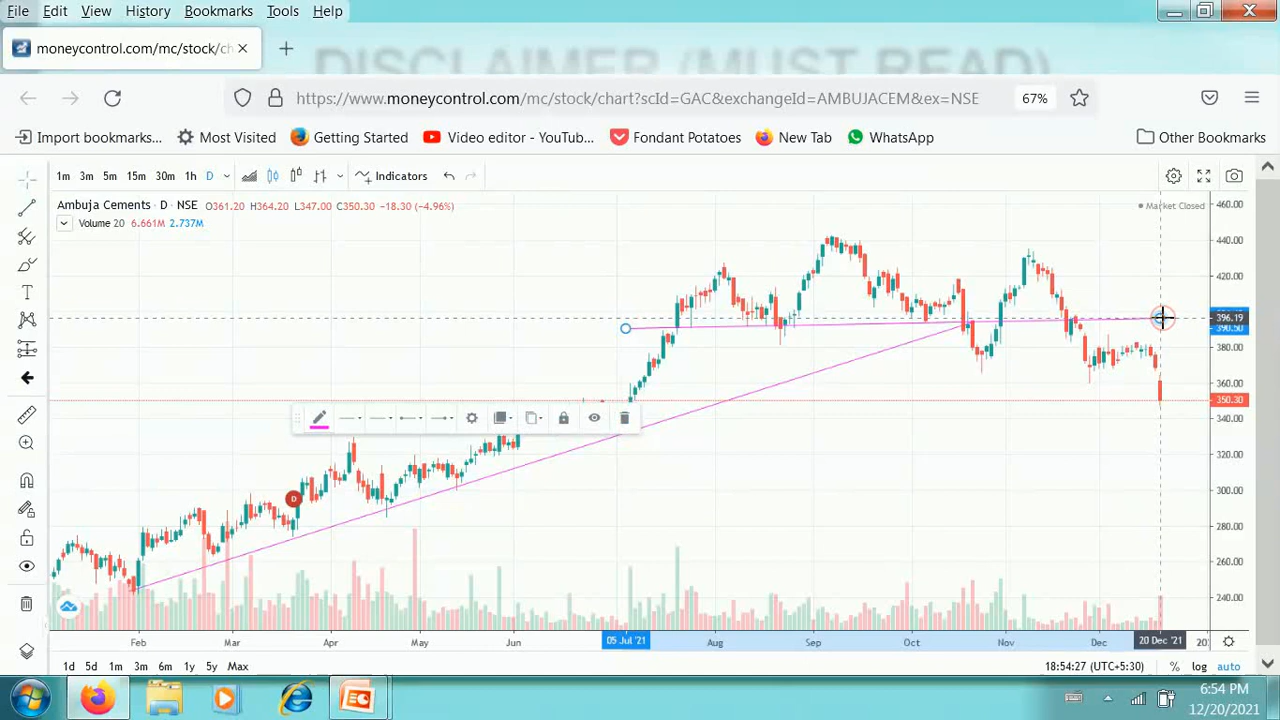 File Edit View History Bookmarks Tools Help
DISCLAIMER (MUST READ)
moneycontrol.com/mc/stock/ch
https://www.moneycontrol.com/mc/stock/chart?scId=GAC&exchangeId=AMBUJACEM&ex=NSE 67%
Import bookmarks... Most Visited Getting Started Video editor - YouTub... Fondant Potatoes New Tab WhatsApp Other Bookmarks
1m 3m 5m 15m 30m 1h D Indicators
Ambuja Cements · D · NSE O361.20 H364.20 L347.00 C350.30 −18.30 (−4.96%)
Market Closed
Volume 20 6.661M 2.737M
460.00
440.00
420.00
396.19
390.50
380.00
360.00
350.30
340.00
320.00
300.00
280.00
260.00
240.00
D
Feb Mar Apr May Jun 05 Jul '21 Aug Sep Oct Nov Dec 20 Dec '21
1d 5d 1m 3m 6m 1y 5y Max 18:54:27 (UTC+5:30) % log auto
6:54 PM
12/20/2021